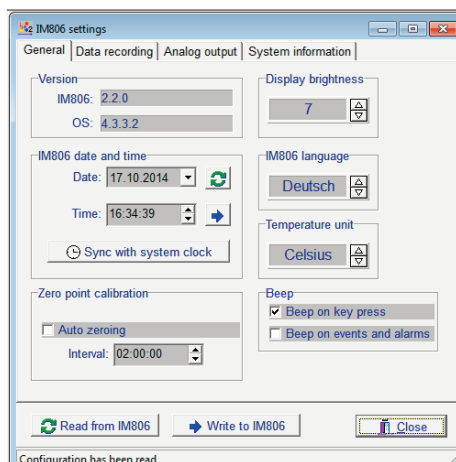 IM806 settings
General Data recording Analog output System information
Version
IM806: 2.2.0
OS: 4.3.3.2
Display brightness
7
IM806 date and time
Date: 17.10.2014
Time: 16:34:39
Sync with system clock
IM806 language
Deutsch
Temperature unit
Celsius
Zero point calibration
Auto zeroing
Interval: 02:00:00
Beep
Beep on key press
Beep on events and alarms
Read from IM806 Write to IM806 Close
Configuration has been read